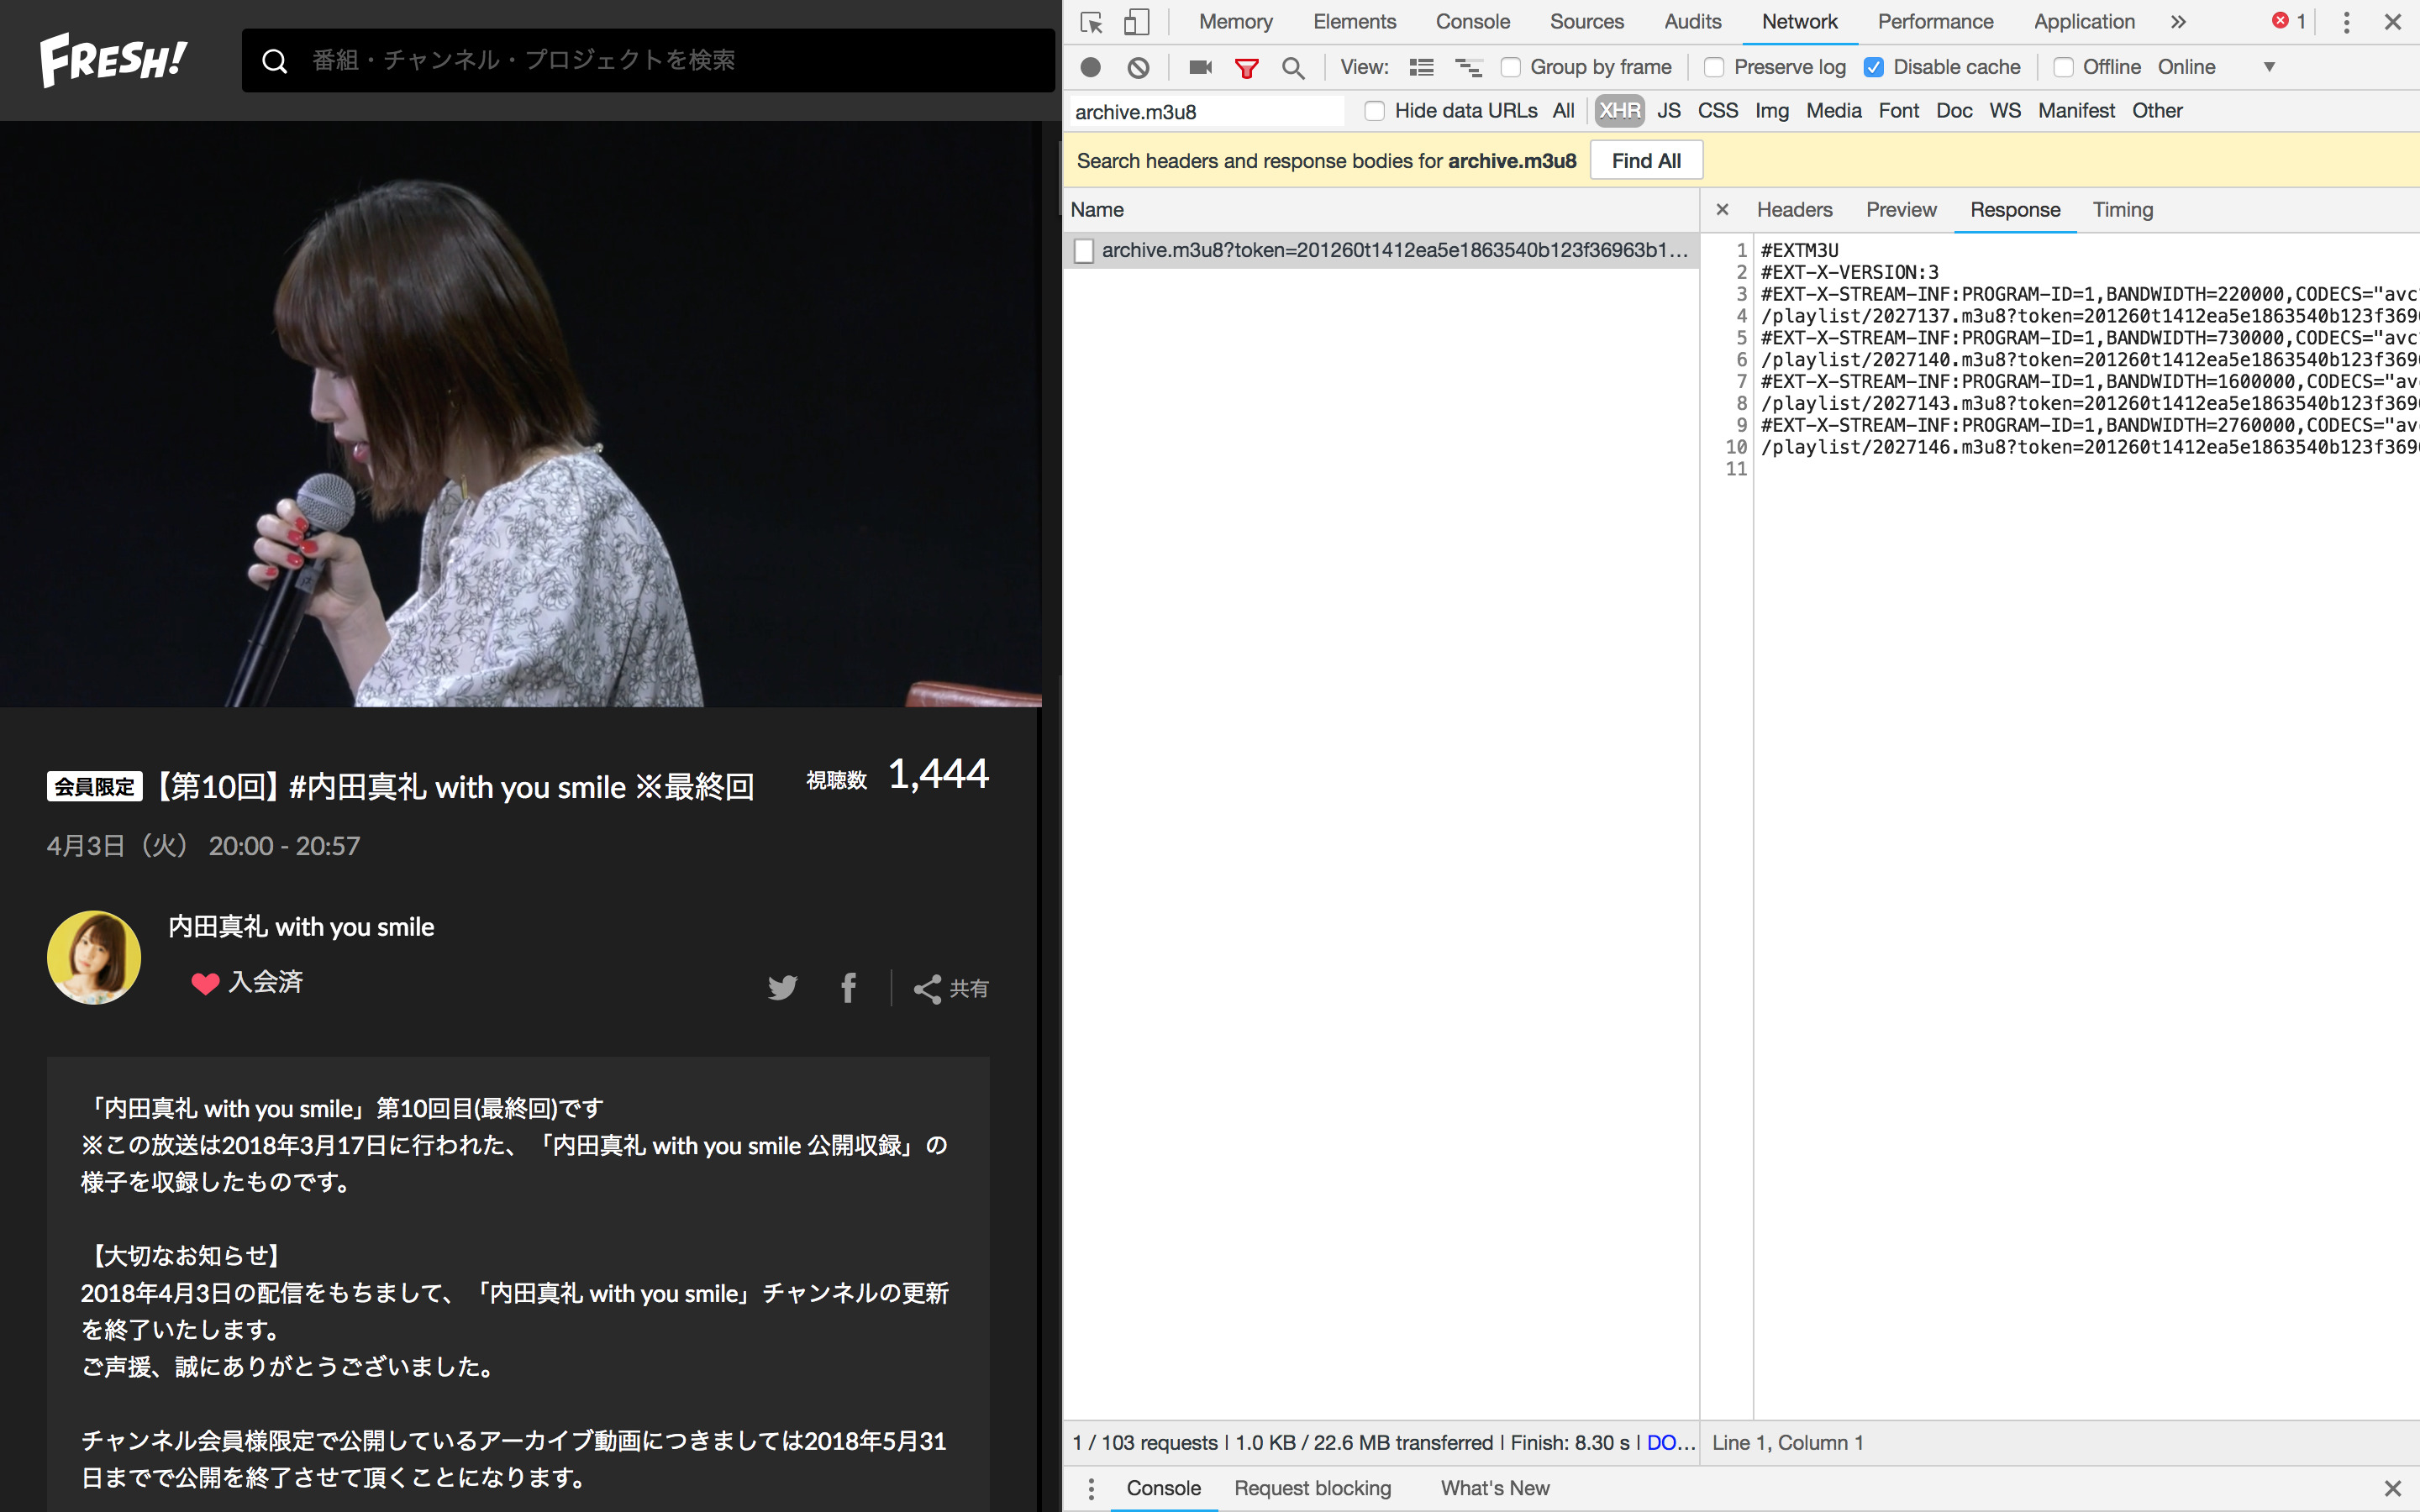 FRESH!
番組・チャンネル・プロジェクトを検索
会員限定 【第10回】#内田真礼 with you smile ※最終回
視聴数 1,444
4月3日（火） 20:00 - 20:57
内田真礼 with you smile
入会済
共有
「内田真礼 with you smile」第10回目(最終回)です
※この放送は2018年3月17日に行われた、「内田真礼 with you smile 公開収録」の
様子を収録したものです。
【大切なお知らせ】
2018年4月3日の配信をもちまして、「内田真礼 with you smile」チャンネルの更新
を終了いたします。
ご声援、誠にありがとうございました。
チャンネル会員様限定で公開しているアーカイブ動画につきましては2018年5月31
日までで公開を終了させて頂くことになります。
Memory Elements Console Sources Audits Network Performance Application » 1
View: Group by frame Preserve log Disable cache Offline Online
archive.m3u8 Hide data URLs All XHR JS CSS Img Media Font Doc WS Manifest Other
Search headers and response bodies for archive.m3u8 Find All
Name
archive.m3u8?token=201260t1412ea5e1863540b123f36963b1...
× Headers Preview Response Timing
1 #EXTM3U
2 #EXT-X-VERSION:3
3 #EXT-X-STREAM-INF:PROGRAM-ID=1,BANDWIDTH=220000,CODECS="avc
4 /playlist/2027137.m3u8?token=201260t1412ea5e1863540b123f369
5 #EXT-X-STREAM-INF:PROGRAM-ID=1,BANDWIDTH=730000,CODECS="avc
6 /playlist/2027140.m3u8?token=201260t1412ea5e1863540b123f369
7 #EXT-X-STREAM-INF:PROGRAM-ID=1,BANDWIDTH=1600000,CODECS="av
8 /playlist/2027143.m3u8?token=201260t1412ea5e1863540b123f369
9 #EXT-X-STREAM-INF:PROGRAM-ID=1,BANDWIDTH=2760000,CODECS="av
10 /playlist/2027146.m3u8?token=201260t1412ea5e1863540b123f369
11
1 / 103 requests | 1.0 KB / 22.6 MB transferred | Finish: 8.30 s | DO...
Line 1, Column 1
Console Request blocking What's New